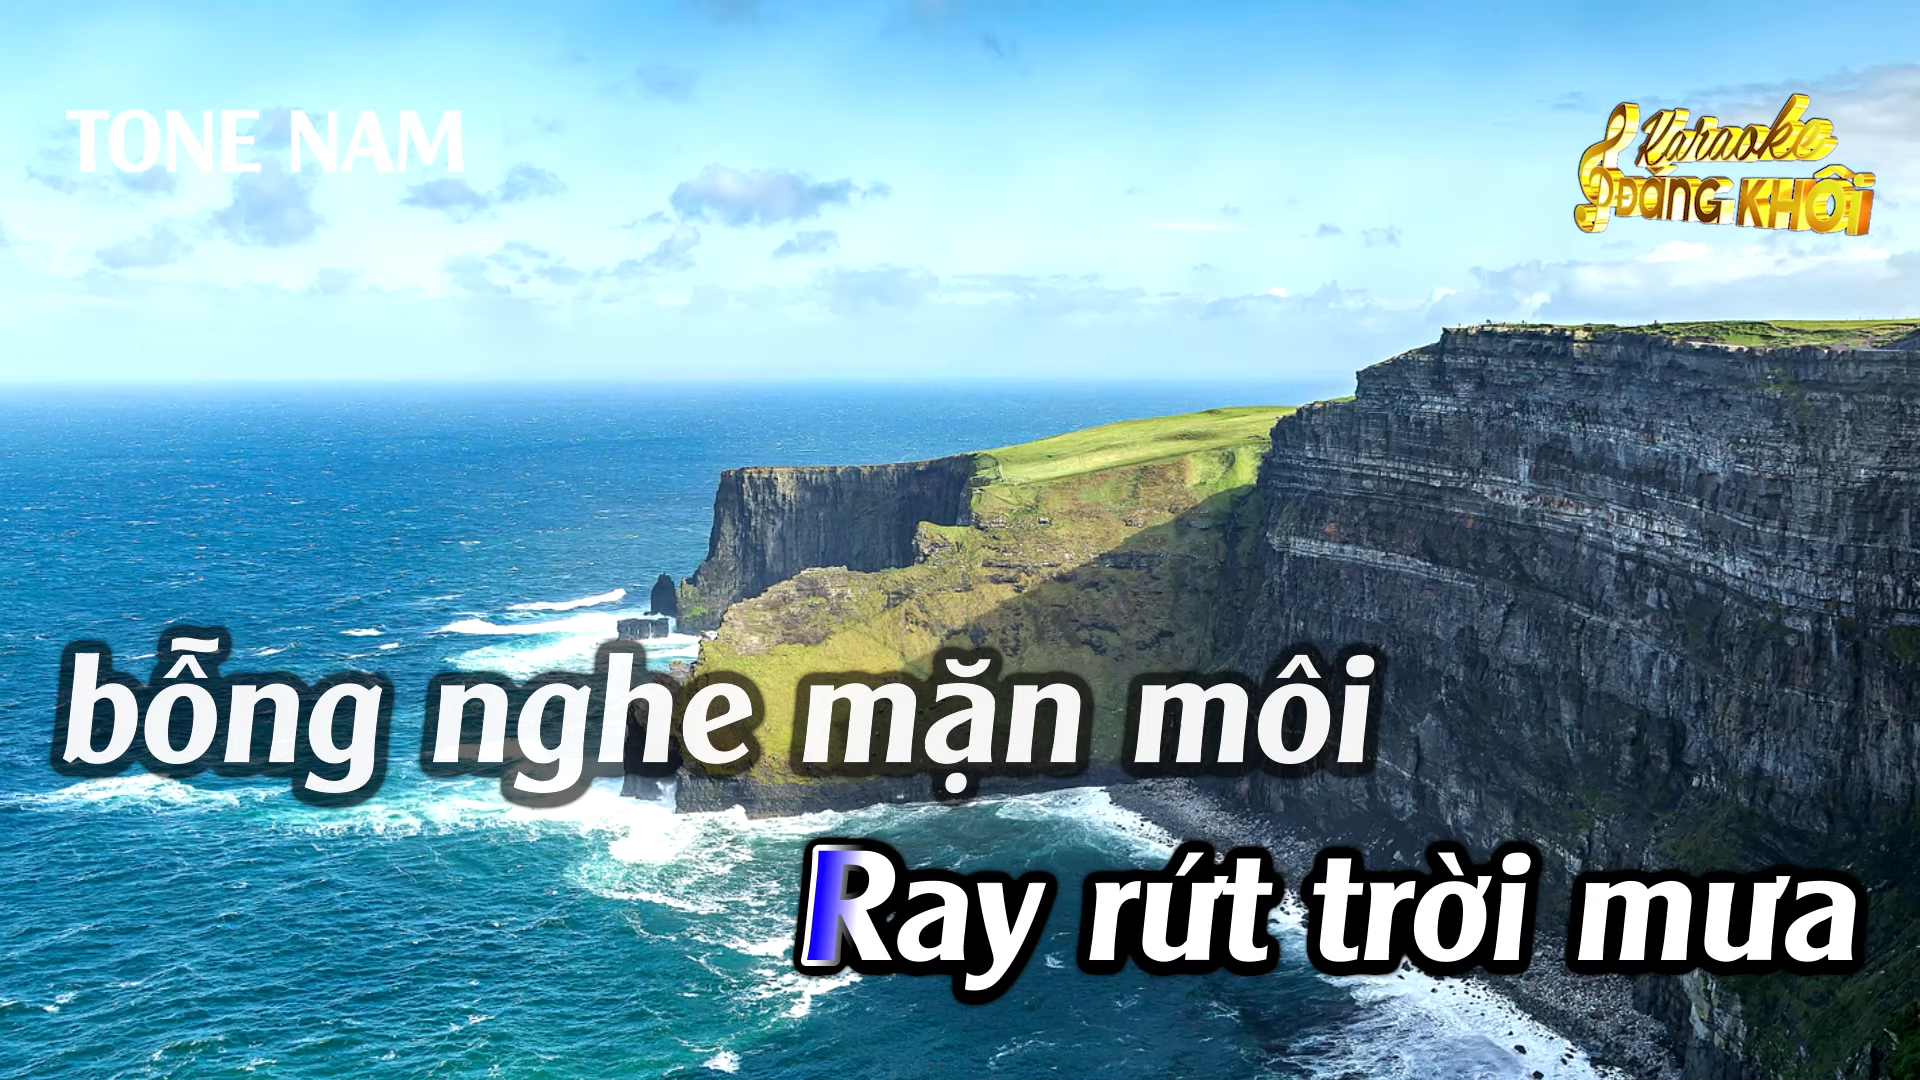 TONE NAM
Karaoke
ĐĂNG KHÔI
bỗng nghe mặn môi
Ray rứt trời mưa